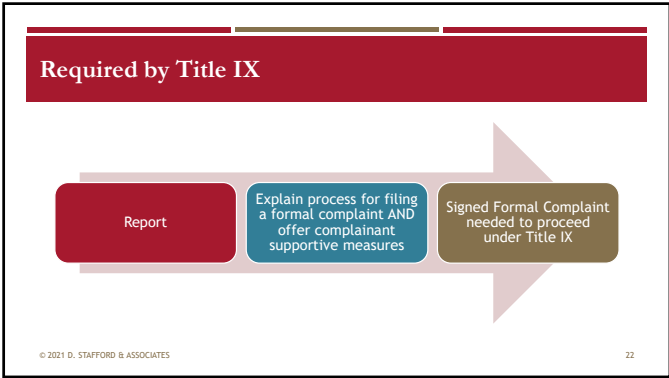 Required by Title IX
Report
Explain process for filing
a formal complaint AND
offer complainant
supportive measures
Signed Formal Complaint
needed to proceed
under Title IX
© 2021 D. STAFFORD & ASSOCIATES
22